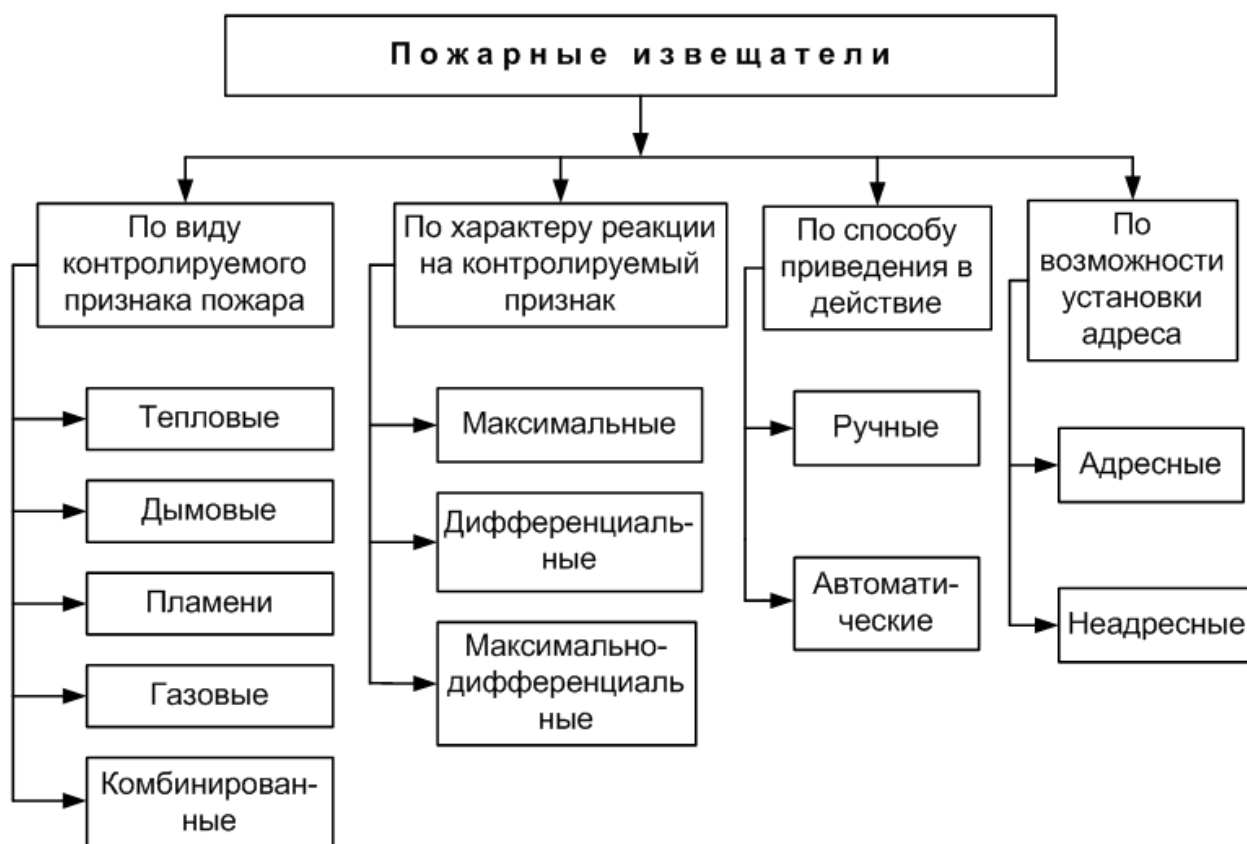 Пожарные извещатели
По виду
контролируемого
признака пожара
Тепловые
Дымовые
Пламени
Газовые
Комбинирован-
ные
По характеру реакции
на контролируемый
признак
Максимальные
Дифференциаль-
ные
Максимально-
дифференциаль
ные
По способу
приведения в
действие
Ручные
Автомати-
ческие
По
возможности
установки
адреса
Адресные
Неадресные